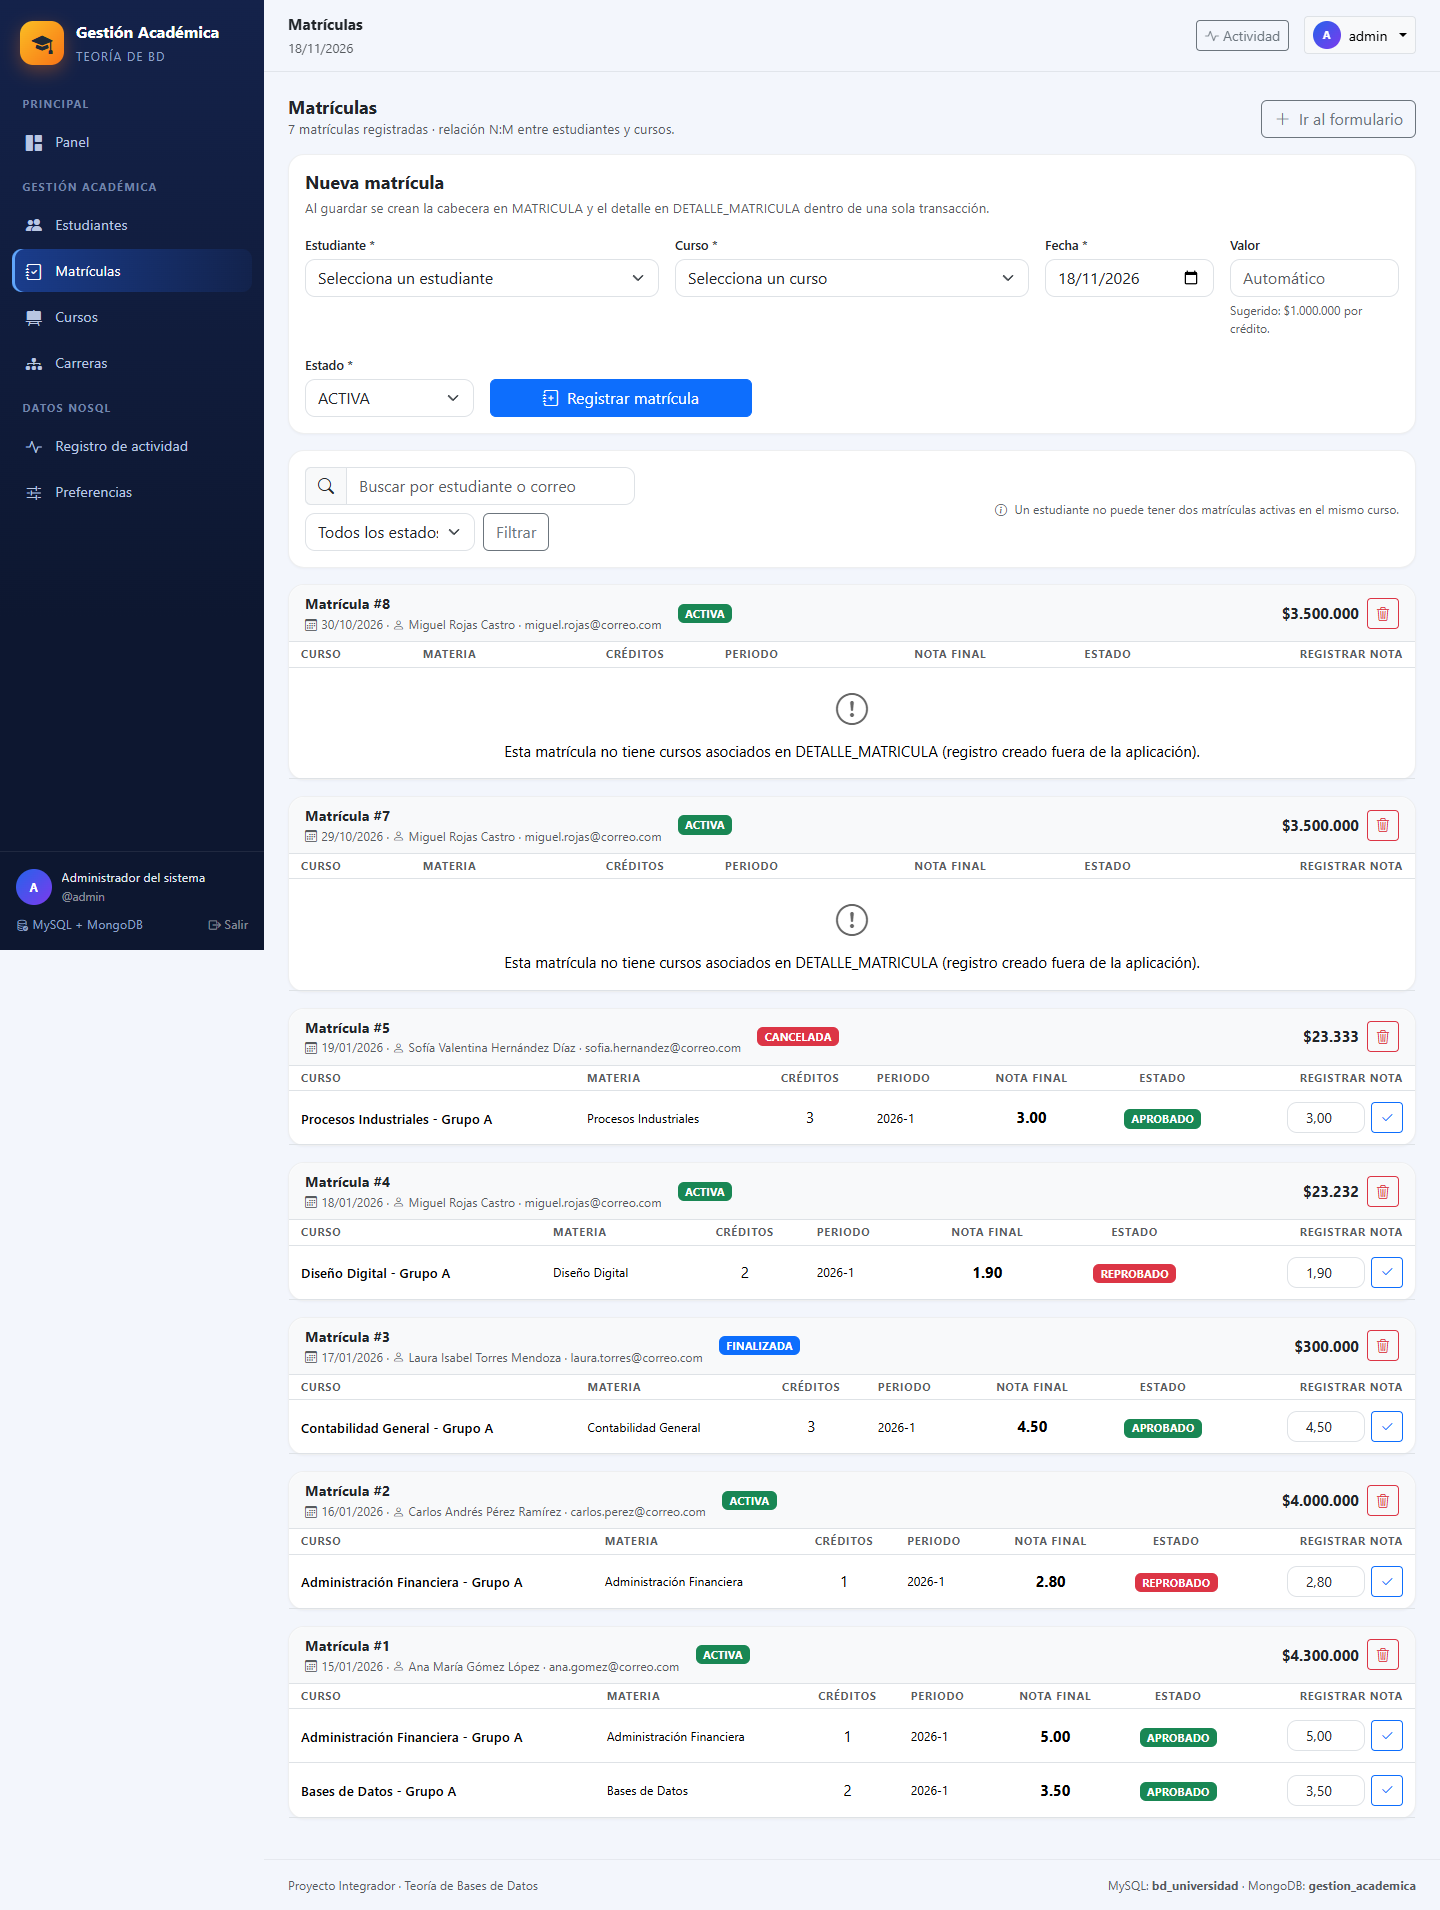 Gestión Académica
TEORÍA DE BD
PRINCIPAL
Panel
GESTIÓN ACADÉMICA
Estudiantes
Matrículas
Cursos
Carreras
DATOS NOSQL
Registro de actividad
Preferencias
A
Administrador del sistema
@admin
MySQL + MongoDB
Salir
Matrículas
18/11/2026
Actividad
A admin
Matrículas
7 matrículas registradas · relación N:M entre estudiantes y cursos.
Ir al formulario
Nueva matrícula
Al guardar se crean la cabecera en MATRICULA y el detalle en DETALLE_MATRICULA dentro de una sola transacción.
Estudiante * Curso * Fecha * Valor
Selecciona un estudiante Selecciona un curso 18/11/2026 Automático
Sugerido: $1.000.000 por
crédito.
Estado *
ACTIVA Registrar matrícula
Buscar por estudiante o correo
Todos los estados Filtrar
Un estudiante no puede tener dos matrículas activas en el mismo curso.
Matrícula #8
30/10/2026 · Miguel Rojas Castro · miguel.rojas@correo.com ACTIVA $3.500.000
CURSO MATERIA CRÉDITOS PERIODO NOTA FINAL ESTADO REGISTRAR NOTA
Esta matrícula no tiene cursos asociados en DETALLE_MATRICULA (registro creado fuera de la aplicación).
Matrícula #7
29/10/2026 · Miguel Rojas Castro · miguel.rojas@correo.com ACTIVA $3.500.000
CURSO MATERIA CRÉDITOS PERIODO NOTA FINAL ESTADO REGISTRAR NOTA
Esta matrícula no tiene cursos asociados en DETALLE_MATRICULA (registro creado fuera de la aplicación).
Matrícula #5
19/01/2026 · Sofía Valentina Hernández Díaz · sofia.hernandez@correo.com CANCELADA $23.333
CURSO MATERIA CRÉDITOS PERIODO NOTA FINAL ESTADO REGISTRAR NOTA
Procesos Industriales - Grupo A Procesos Industriales 3 2026-1 3.00 APROBADO 3,00
Matrícula #4
18/01/2026 · Miguel Rojas Castro · miguel.rojas@correo.com ACTIVA $23.232
CURSO MATERIA CRÉDITOS PERIODO NOTA FINAL ESTADO REGISTRAR NOTA
Diseño Digital - Grupo A Diseño Digital 2 2026-1 1.90 REPROBADO 1,90
Matrícula #3
17/01/2026 · Laura Isabel Torres Mendoza · laura.torres@correo.com FINALIZADA $300.000
CURSO MATERIA CRÉDITOS PERIODO NOTA FINAL ESTADO REGISTRAR NOTA
Contabilidad General - Grupo A Contabilidad General 3 2026-1 4.50 APROBADO 4,50
Matrícula #2
16/01/2026 · Carlos Andrés Pérez Ramírez · carlos.perez@correo.com ACTIVA $4.000.000
CURSO MATERIA CRÉDITOS PERIODO NOTA FINAL ESTADO REGISTRAR NOTA
Administración Financiera - Grupo A Administración Financiera 1 2026-1 2.80 REPROBADO 2,80
Matrícula #1
15/01/2026 · Ana María Gómez López · ana.gomez@correo.com ACTIVA $4.300.000
CURSO MATERIA CRÉDITOS PERIODO NOTA FINAL ESTADO REGISTRAR NOTA
Administración Financiera - Grupo A Administración Financiera 1 2026-1 5.00 APROBADO 5,00
Bases de Datos - Grupo A Bases de Datos 2 2026-1 3.50 APROBADO 3,50
Proyecto Integrador · Teoría de Bases de Datos
MySQL: bd_universidad · MongoDB: gestion_academica